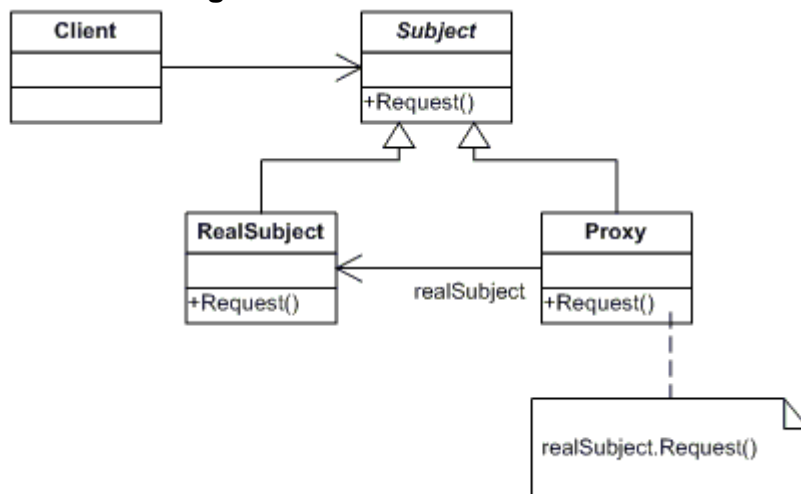 Client
Subject
+Request()
RealSubject
+Request()
Proxy
+Request()
realSubject
realSubject.Request()